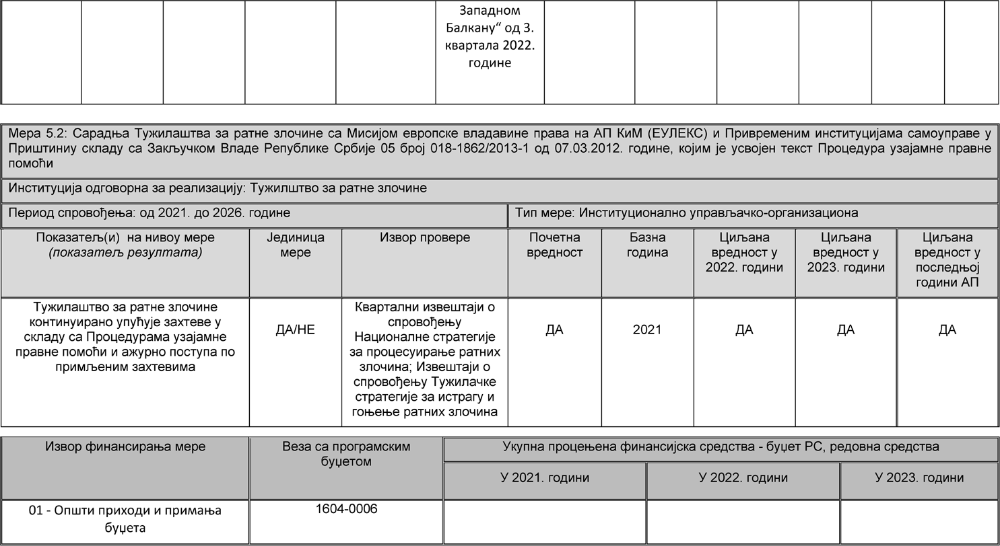 Западном
Балкану“ од 3.
квартала 2022.
године
Мера 5.2: Сарадња Тужилаштва за ратне злочине са Мисијом европске владавине права на АП КиМ (ЕУЛЕКС) и Привременим институцијама самоуправе у
Приштиниу складу са Закључком Владе Републике Србије 05 број 018-1862/2013-1 од 07.03.2012. године, којим је усвојен текст Процедура узајамне правне
помоћи
Институција одговорна за реализацију: Тужилштво за ратне злочине
Период спровођења: од 2021. до 2026. године
Тип мере: Институционално управљачко-организациона
Показатељ(и) на нивоу мере
(показатељ резултата)
Јединица
мере
Извор провере
Почетна
вредност
Базна
година
Циљана
вредност у
2022. години
Циљана
вредност у
2023. години
Циљана
вредност у
последњој
години АП
Тужилаштво за ратне злочине
континуирано упућује захтеве у
складу са Процедурама узајамне
правне помоћи и ажурно поступа по
примљеним захтевима
ДА/НЕ
Квартални извештаји о
спровођењу
Националне стратегије
за процесуирање ратних
злочина; Извештаји о
спровођењу Тужилачке
стратегије за истрагу и
гоњење ратних злочина
ДА
2021
ДА
ДА
ДА
Извор финансирања мере
Веза са програмским
буџетом
Укупна процењена финансијска средства - буџет РС, редовна средства
У 2021. години
У 2022. години
У 2023. години
01 - Општи приходи и примања
буџета
1604-0006